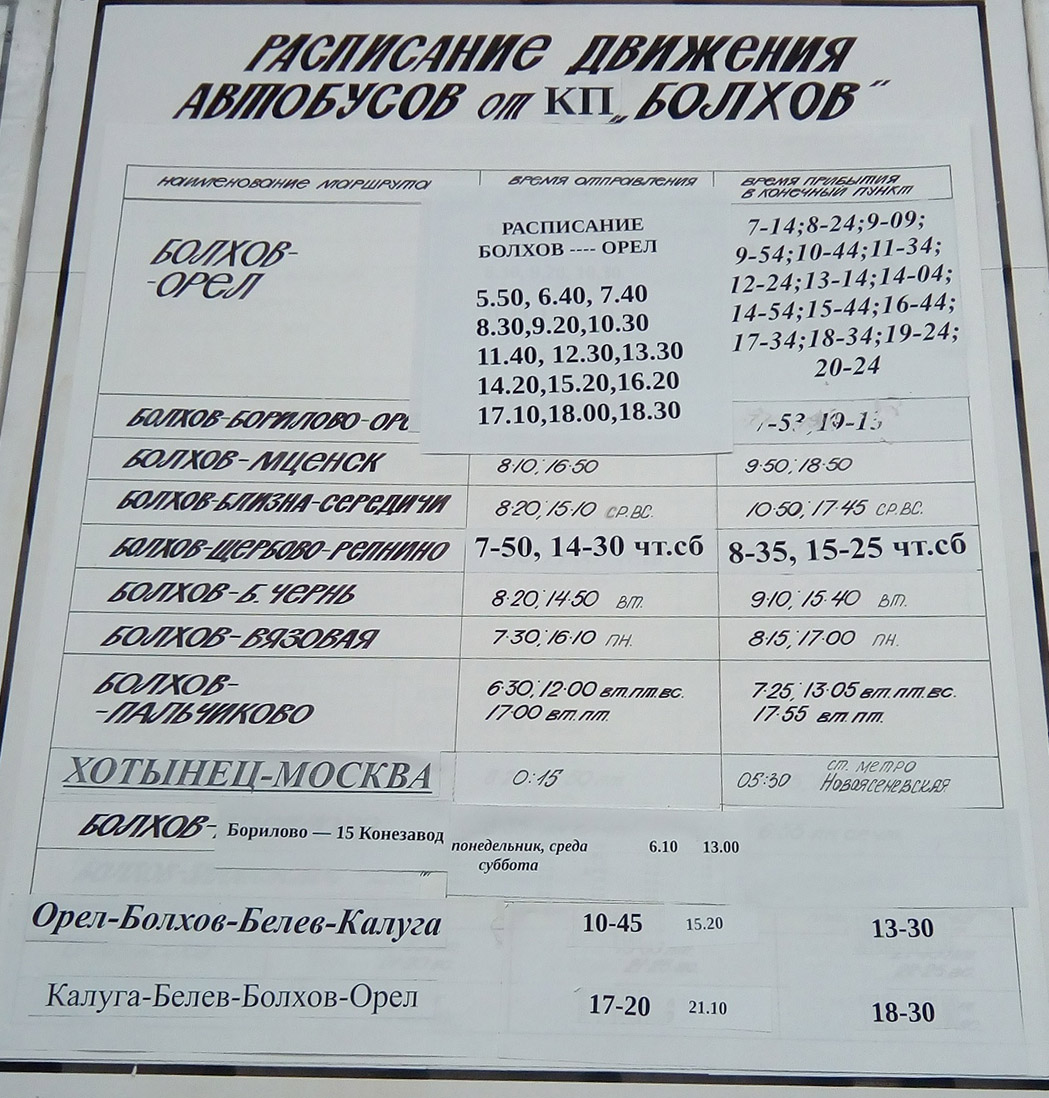 РАСПИСАНИЕ ДВИЖЕНИЯ
АВТОБУСОВ от КП „БОЛХОВ"
НАИМЕНОВАНИЕ МАРШРУТА
ВРЕМЯ ОТПРАВЛЕНИЯ
ВРЕМЯ ПРИБЫТИЯ
В КОНЕЧНЫЙ ПУНКТ
БОЛХОВ-
-ОРЕЛ
РАСПИСАНИЕ
БОЛХОВ ---- ОРЕЛ
5.50, 6.40, 7.40
8.30,9.20,10.30
11.40, 12.30,13.30
14.20,15.20,16.20
17.10,18.00,18.30
7-14;8-24;9-09;
9-54;10-44;11-34;
12-24;13-14;14-04;
14-54;15-44;16-44;
17-34;18-34;19-24;
20-24
БОЛХОВ-БОРИЛОВО-ОРЕ
-53 19-1
БОЛХОВ-МЦЕНСК 8·10; 16·50 9·50; 18·50
БОЛХОВ-БЛИЗНА-СЕРЕДИЧИ 8·20; 15·10 СР.ВС. 10·50; 17·45 СР.ВС.
БОЛХОВ-ЩЕРБОВО-РЕПНИНО 7-50, 14-30 чт.сб 8-35, 15-25 чт.сб
БОЛХОВ-Б. ЧЕРНЬ 8·20; 14·50 ВТ. 9·10; 15·40 ВТ.
БОЛХОВ-ВЯЗОВАЯ 7·30; 16·10 ПН. 8·15; 17·00 ПН.
БОЛХОВ-
-ПАЛЬЧИКОВО
6·30; 12·00 вт.пт.вс.
17·00 вт.пт.
7·25; 13·05 вт.пт.вс.
17·55 вт.пт.
ХОТЫНЕЦ-МОСКВА 0:15 05:30
ст. МЕТРО
НОВОЯСЕНЕВСКАЯ
БОЛХОВ- Борилово — 15 Конезавод понедельник, среда 6.10 13.00
суббота
Орел-Болхов-Белев-Калуга 10-45 15.20 13-30
Калуга-Белев-Болхов-Орел 17-20 21.10 18-30